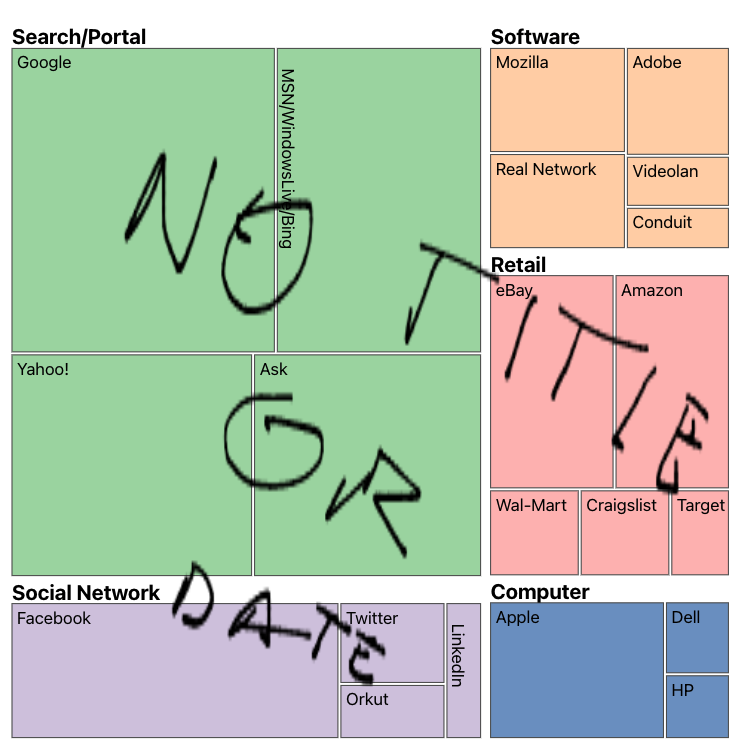 Search/Portal
Google
MSN/WindowsLive/Bing
Yahoo!
Ask
Software
Mozilla
Adobe
Real Network
Videolan
Conduit
Retail
eBay
Amazon
Wal-Mart
Craigslist
Target
Social Network
Facebook
Twitter
LinkedIn
Orkut
Computer
Apple
Dell
HP
NO TITLE
OR
DATE